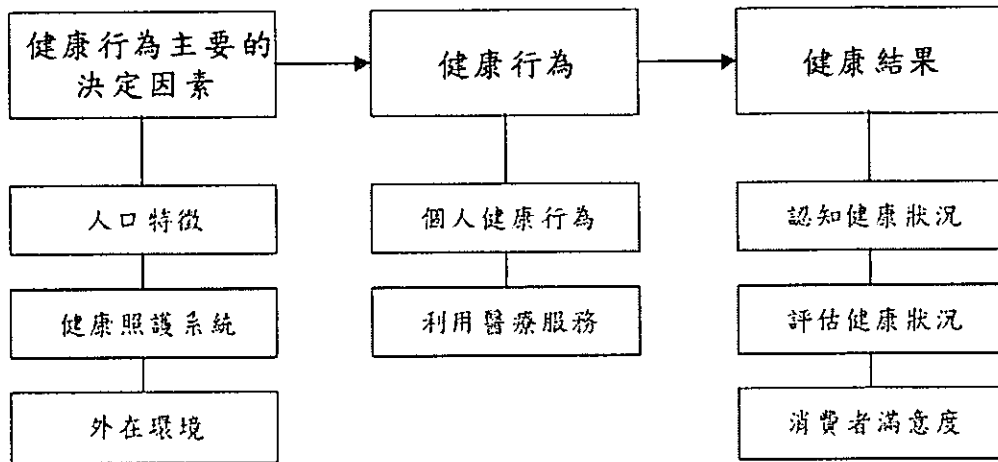 健康行為主要的
決定因素
健康行為
健康結果
人口特徵
個人健康行為
認知健康狀況
健康照護系統
利用醫療服務
評估健康狀況
外在環境
消費者滿意度